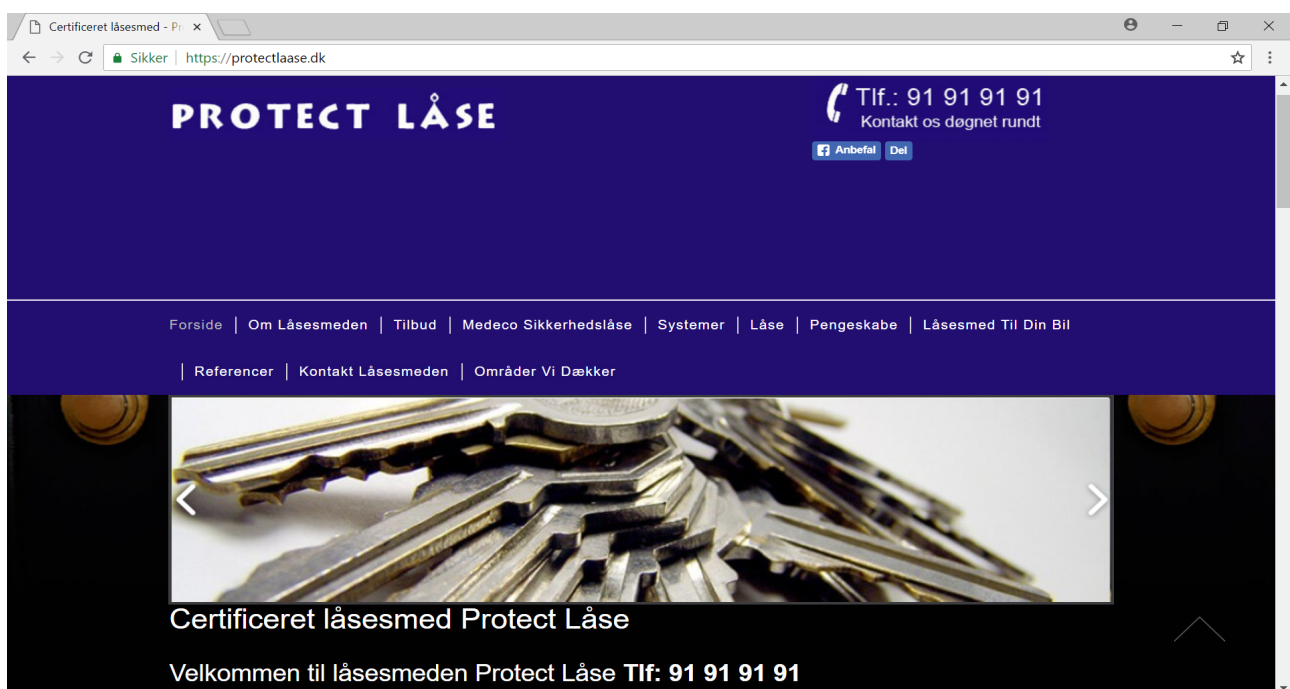 Certificeret låsesmed - Pr
Sikker https://protectlaase.dk
PROTECT LÅSE
Tlf.: 91 91 91 91
Kontakt os døgnet rundt
Anbefal Del
Forside | Om Låsesmeden | Tilbud | Medeco Sikkerhedslåse | Systemer | Låse | Pengeskabe | Låsesmed Til Din Bil
| Referencer | Kontakt Låsesmeden | Områder Vi Dækker
Certificeret låsesmed Protect Låse
Velkommen til låsesmeden Protect Låse Tlf: 91 91 91 91